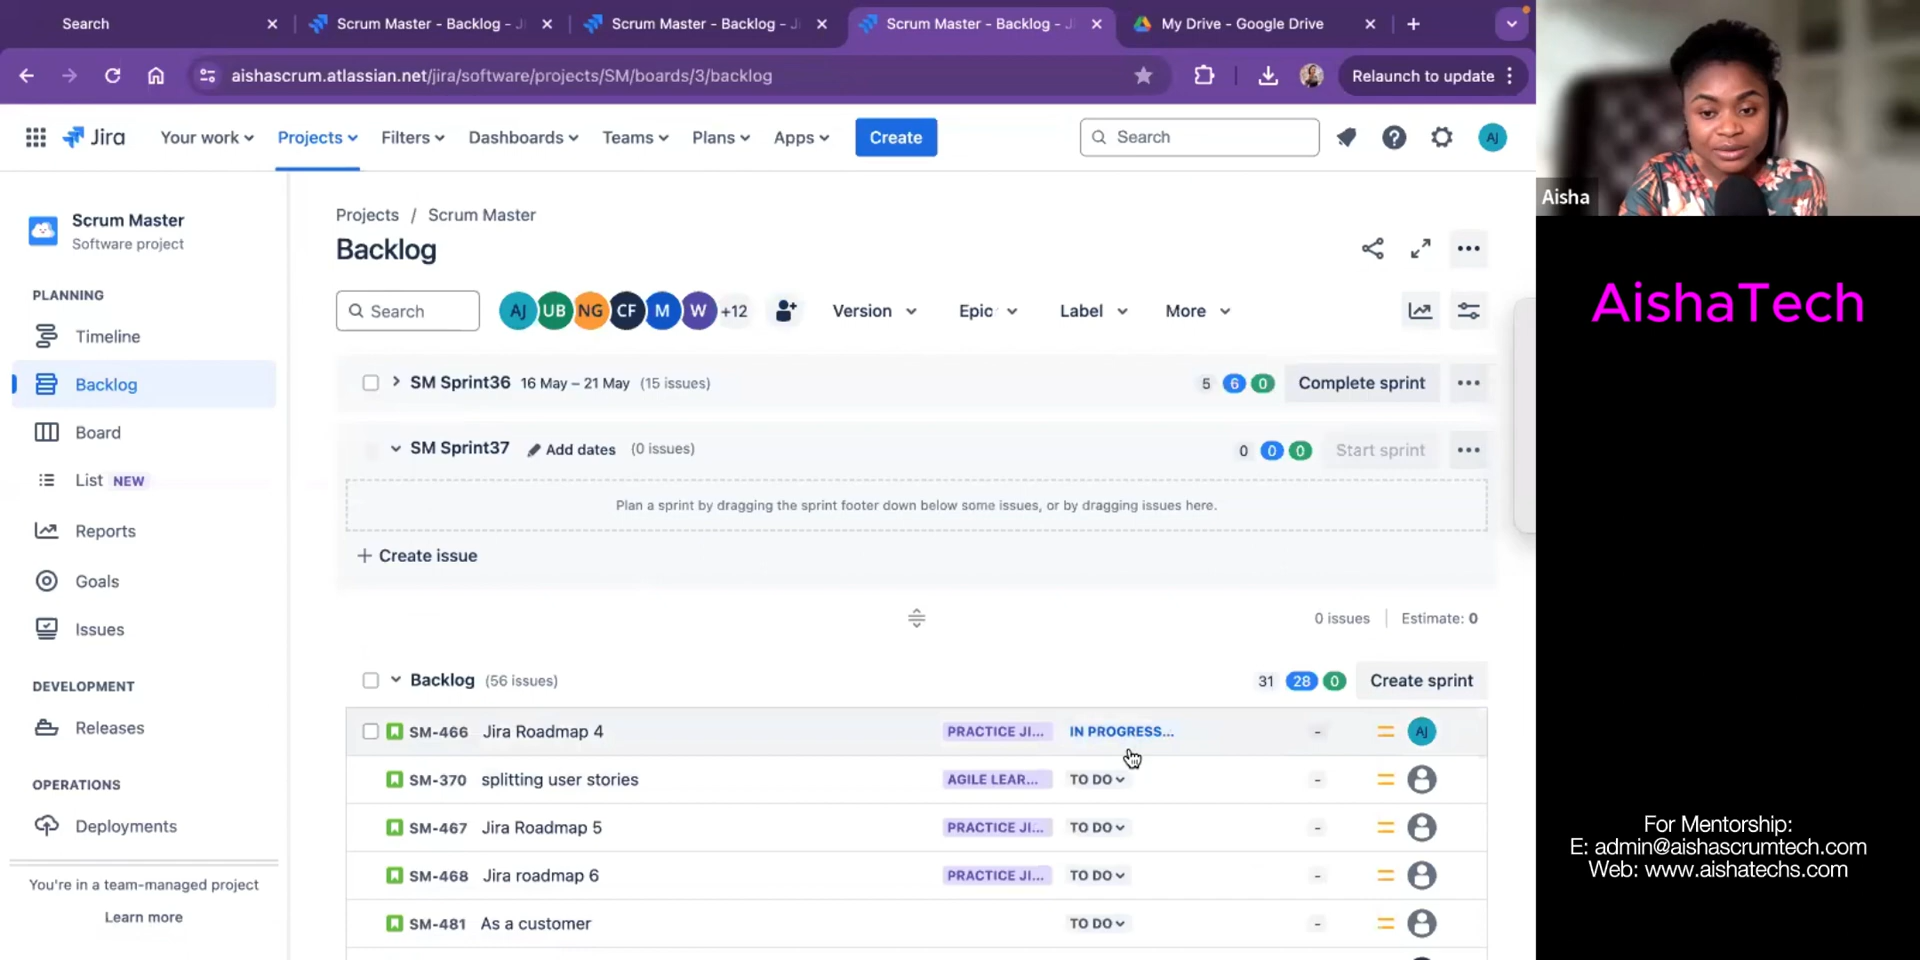 Search
Scrum Master - Backlog - Ji
Scrum Master - Backlog - Ji
Scrum Master - Backlog - Ji
My Drive - Google Drive
aishascrum.atlassian.net/jira/software/projects/SM/boards/3/backlog
Relaunch to update
Jira
Your work
Projects
Filters
Dashboards
Teams
Plans
Apps
Create
Search
AJ
Aisha
Scrum Master
Software project
PLANNING
Timeline
Backlog
Board
List NEW
Reports
Goals
Issues
DEVELOPMENT
Releases
OPERATIONS
Deployments
You're in a team-managed project
Learn more
Projects / Scrum Master
Backlog
Search
AJ UB NG CF M W +12
Version
Epic
Label
More
SM Sprint36 16 May – 21 May (15 issues) 5 6 0 Complete sprint
SM Sprint37 Add dates (0 issues) 0 0 0 Start sprint
Plan a sprint by dragging the sprint footer down below some issues, or by dragging issues here.
+ Create issue
0 issues | Estimate: 0
Backlog (56 issues) 31 28 0 Create sprint
SM-466 Jira Roadmap 4 PRACTICE JI... IN PROGRESS... - AJ
SM-370 splitting user stories AGILE LEAR... TO DO -
SM-467 Jira Roadmap 5 PRACTICE JI... TO DO -
SM-468 Jira roadmap 6 PRACTICE JI... TO DO -
SM-481 As a customer TO DO -
AishaTech
For Mentorship:
E: admin@aishascrumtech.com
Web: www.aishatechs.com